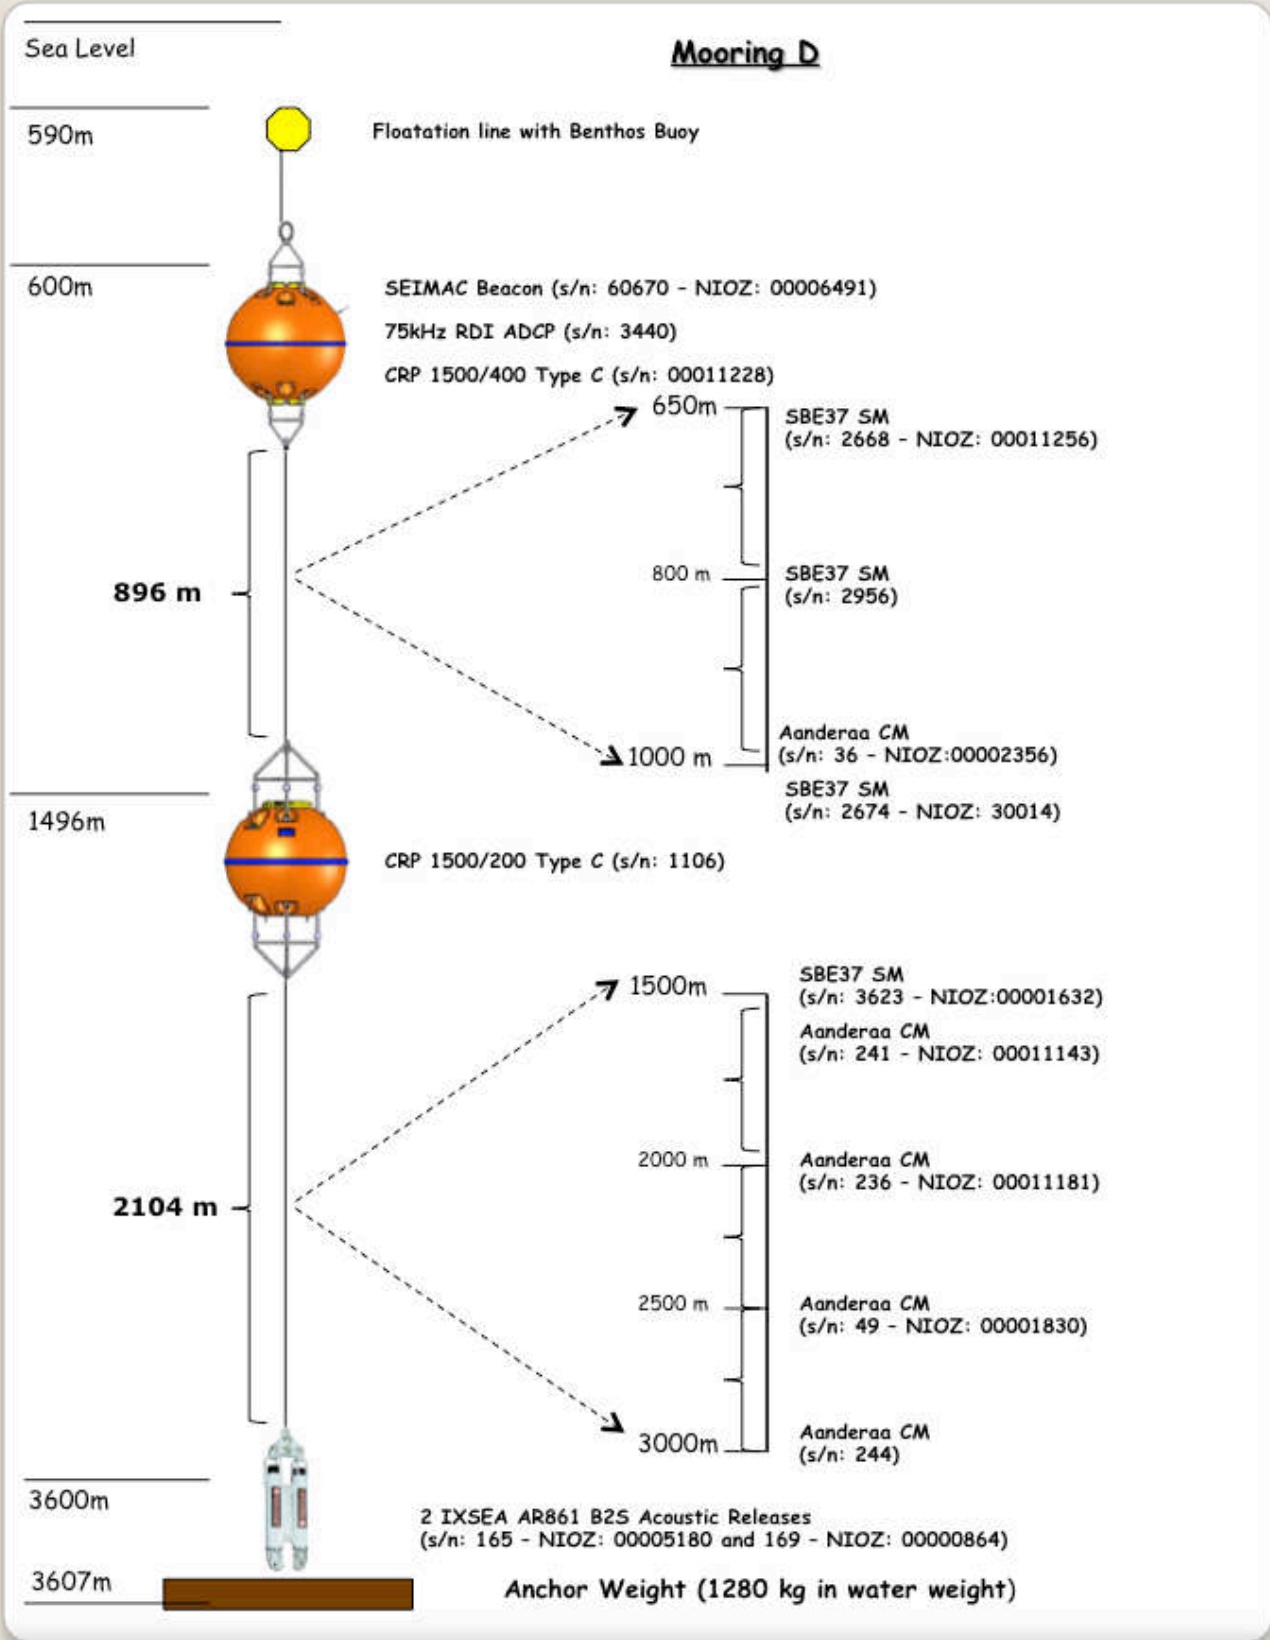 Sea Level
Mooring D
590m
Floatation line with Benthos Buoy
600m
SEIMAC Beacon (s/n: 60670 - NIOZ: 00006491)
75kHz RDI ADCP (s/n: 3440)
CRP 1500/400 Type C (s/n: 00011228)
650m
SBE37 SM
(s/n: 2668 - NIOZ: 00011256)
800 m
SBE37 SM
(s/n: 2956)
896 m
1000 m
Aanderaa CM
(s/n: 36 - NIOZ:00002356)
SBE37 SM
(s/n: 2674 - NIOZ: 30014)
1496m
CRP 1500/200 Type C (s/n: 1106)
1500m
SBE37 SM
(s/n: 3623 - NIOZ:00001632)
Aanderaa CM
(s/n: 241 - NIOZ: 00011143)
2000 m
Aanderaa CM
(s/n: 236 - NIOZ: 00011181)
2104 m
2500 m
Aanderaa CM
(s/n: 49 - NIOZ: 00001830)
3000m
Aanderaa CM
(s/n: 244)
3600m
2 IXSEA AR861 B2S Acoustic Releases
(s/n: 165 - NIOZ: 00005180 and 169 - NIOZ: 00000864)
3607m
Anchor Weight (1280 kg in water weight)